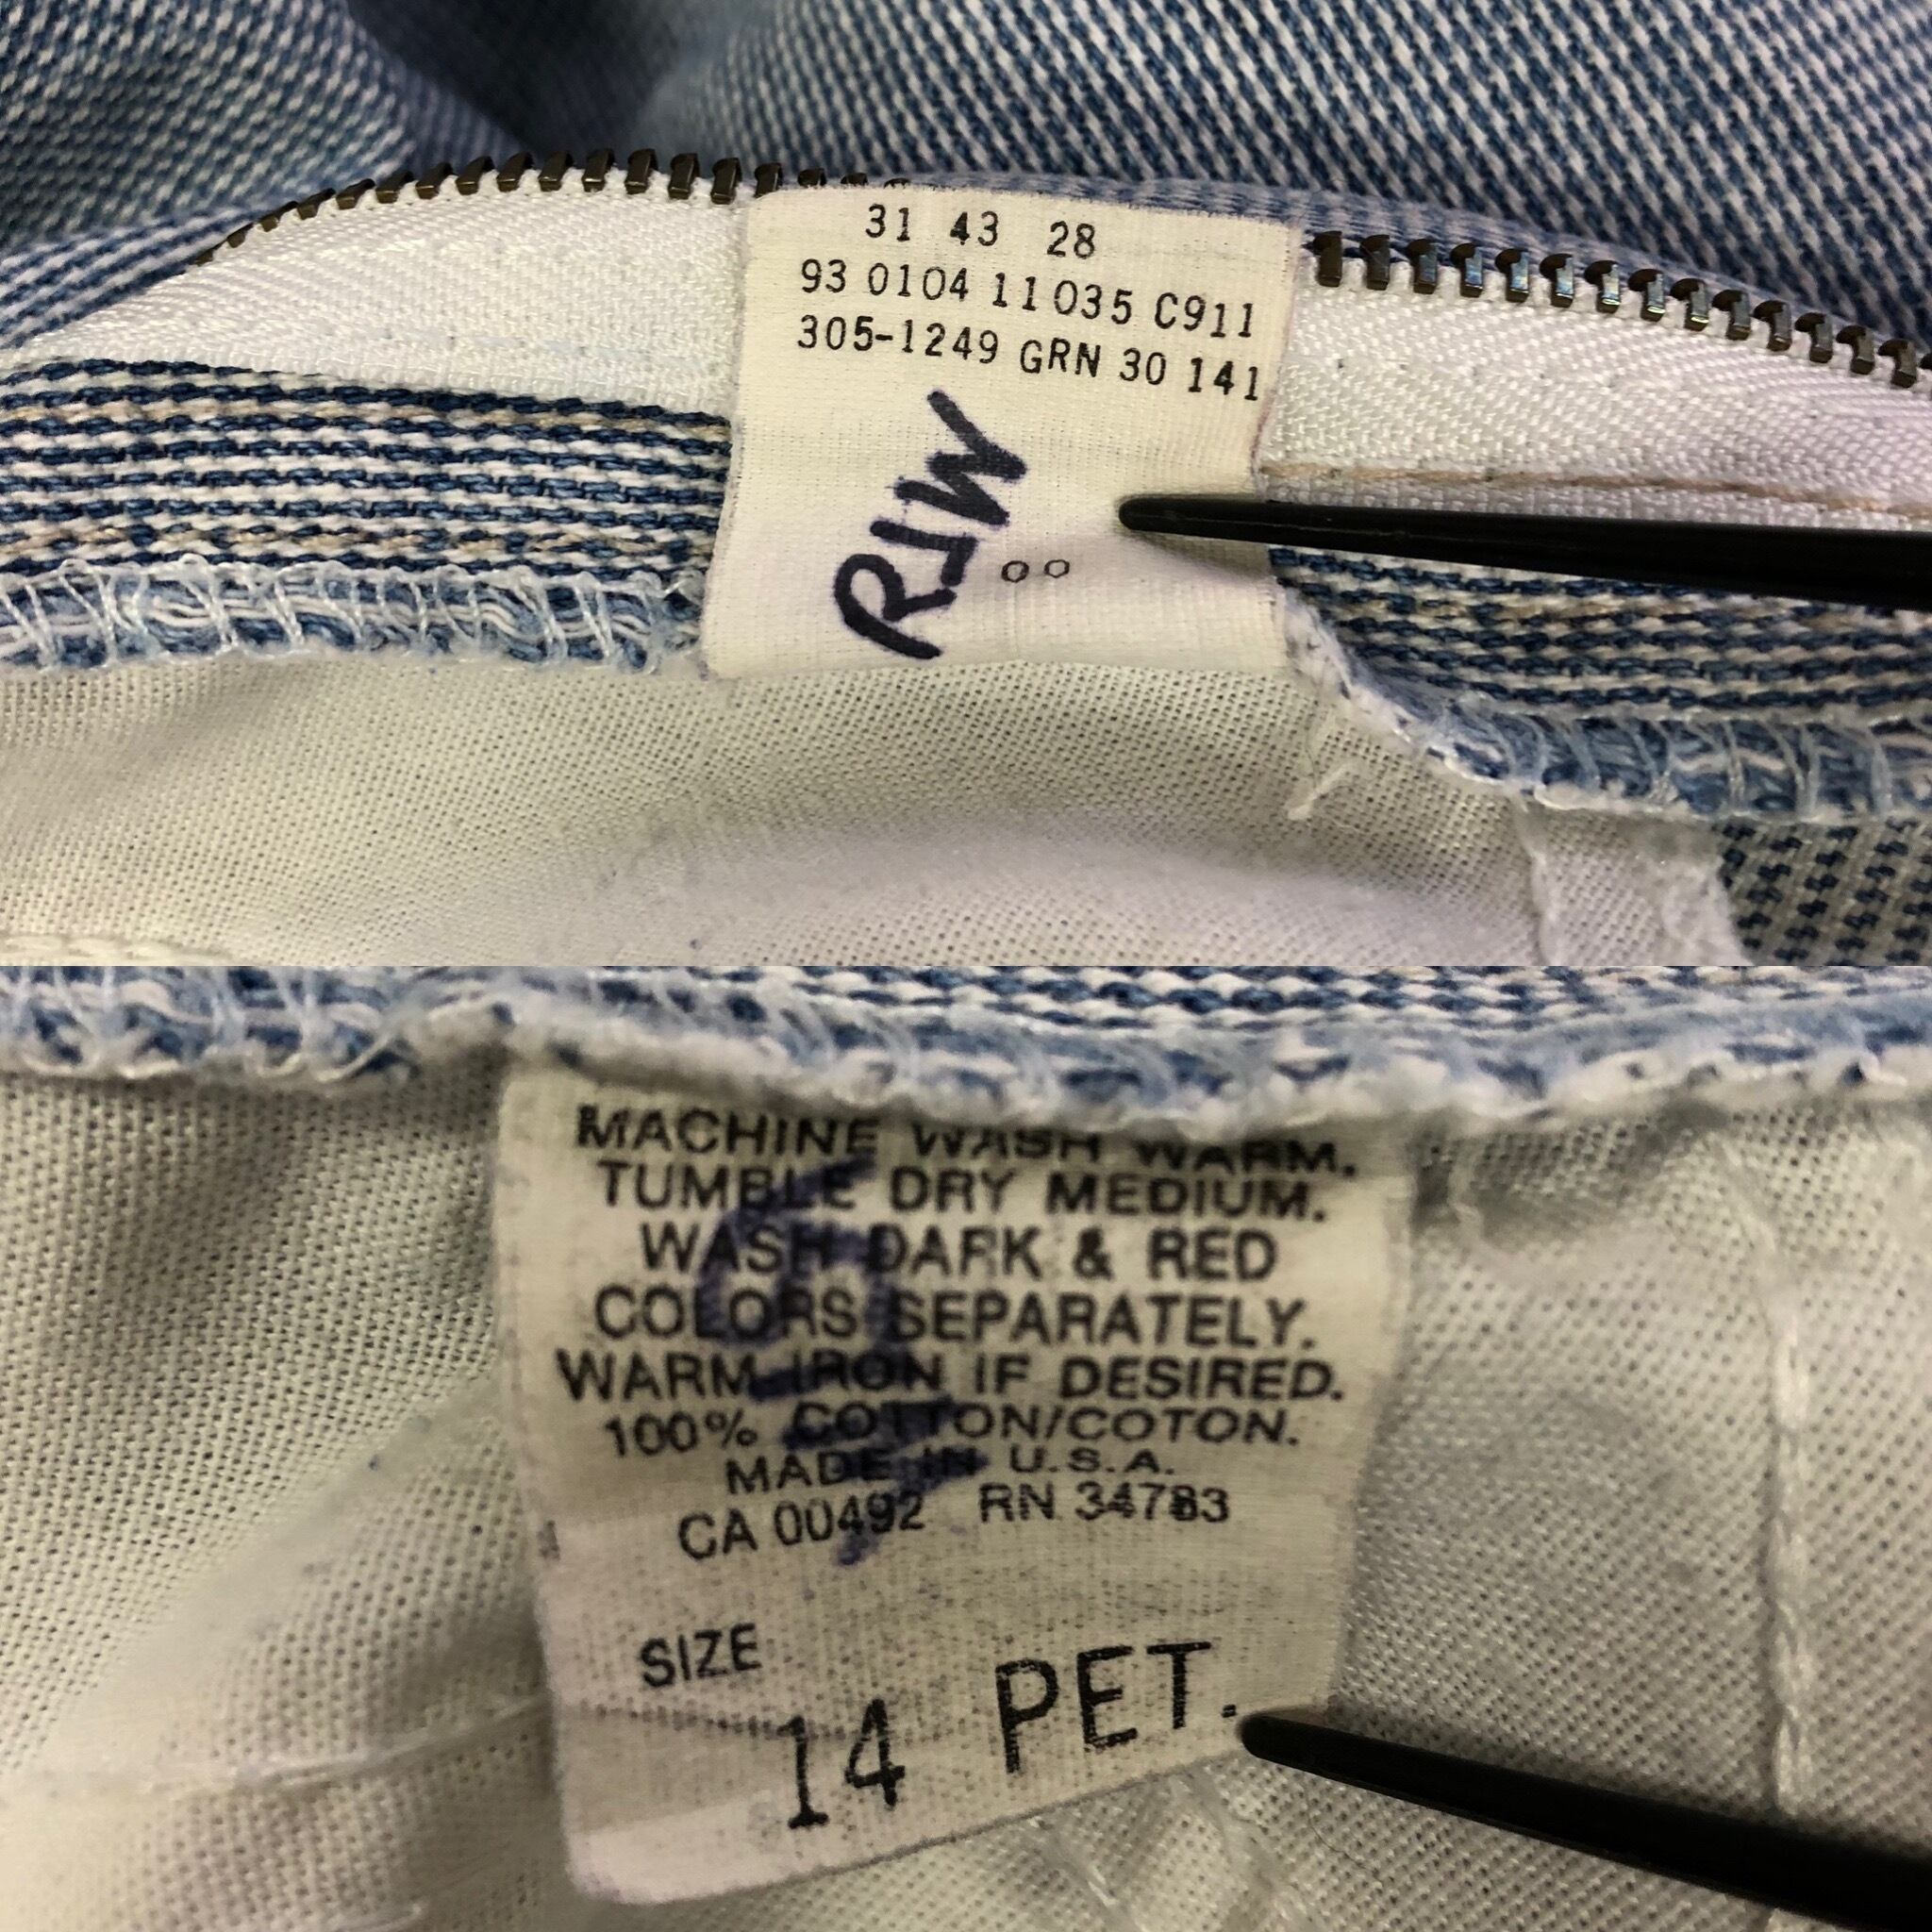 31 43 28
93 0104 11035 C911
305-1249 GRN 30 141
RJW
00
MACHINE WASH WARM.
TUMBLE DRY MEDIUM.
WASH DARK & RED
COLORS SEPARATELY.
WARM IRON IF DESIRED.
100% COTTON/COTON.
MADE IN U.S.A.
CA 00492 RN 34783
SIZE
14 PET.